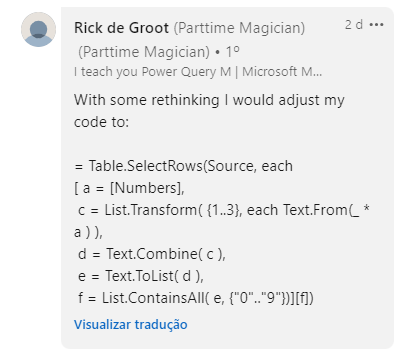 Rick de Groot (Parttime Magician) 2 d •••
(Parttime Magician) • 1º
I teach you Power Query M | Microsoft M...
With some rethinking I would adjust my
code to:
= Table.SelectRows(Source, each
[ a = [Numbers],
c = List.Transform( {1..3}, each Text.From(_ *
a ) ),
d = Text.Combine( c ),
e = Text.ToList( d ),
f = List.ContainsAll( e, {"0".."9"})][f])
Visualizar tradução